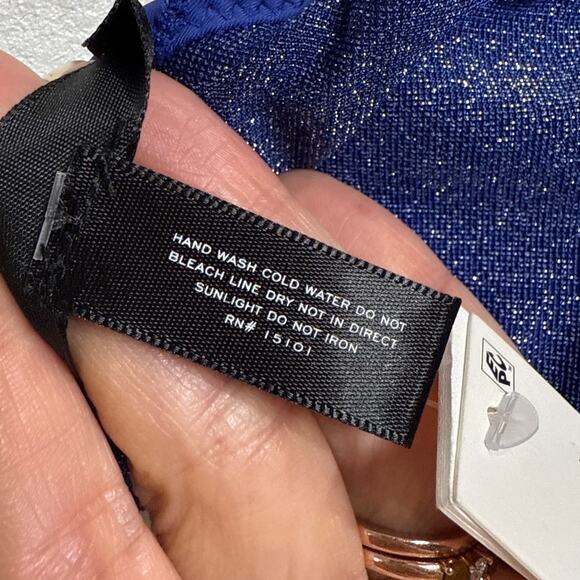 HAND WASH COLD WATER DO NOT
BLEACH LINE DRY NOT IN DIRECT
SUNLIGHT DO NOT IRON
RN# 15101